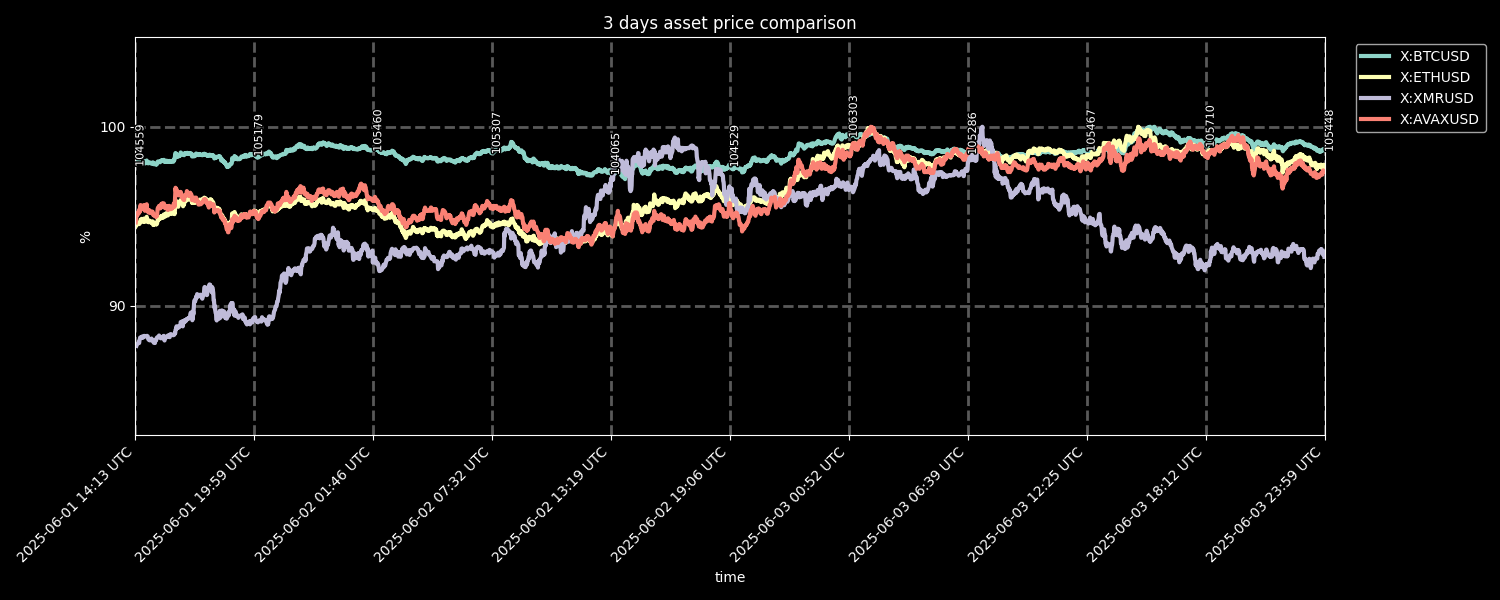 3 days asset price comparison
X:BTCUSD
X:ETHUSD
X:XMRUSD
X:AVAXUSD
100
90
%
104559
105179
105460
105307
104065
104529
106303
105286
105467
105710
105448
2025-06-01 14:13 UTC
2025-06-01 19:59 UTC
2025-06-02 01:46 UTC
2025-06-02 07:32 UTC
2025-06-02 13:19 UTC
2025-06-02 19:06 UTC
2025-06-03 00:52 UTC
2025-06-03 06:39 UTC
2025-06-03 12:25 UTC
2025-06-03 18:12 UTC
2025-06-03 23:59 UTC
time